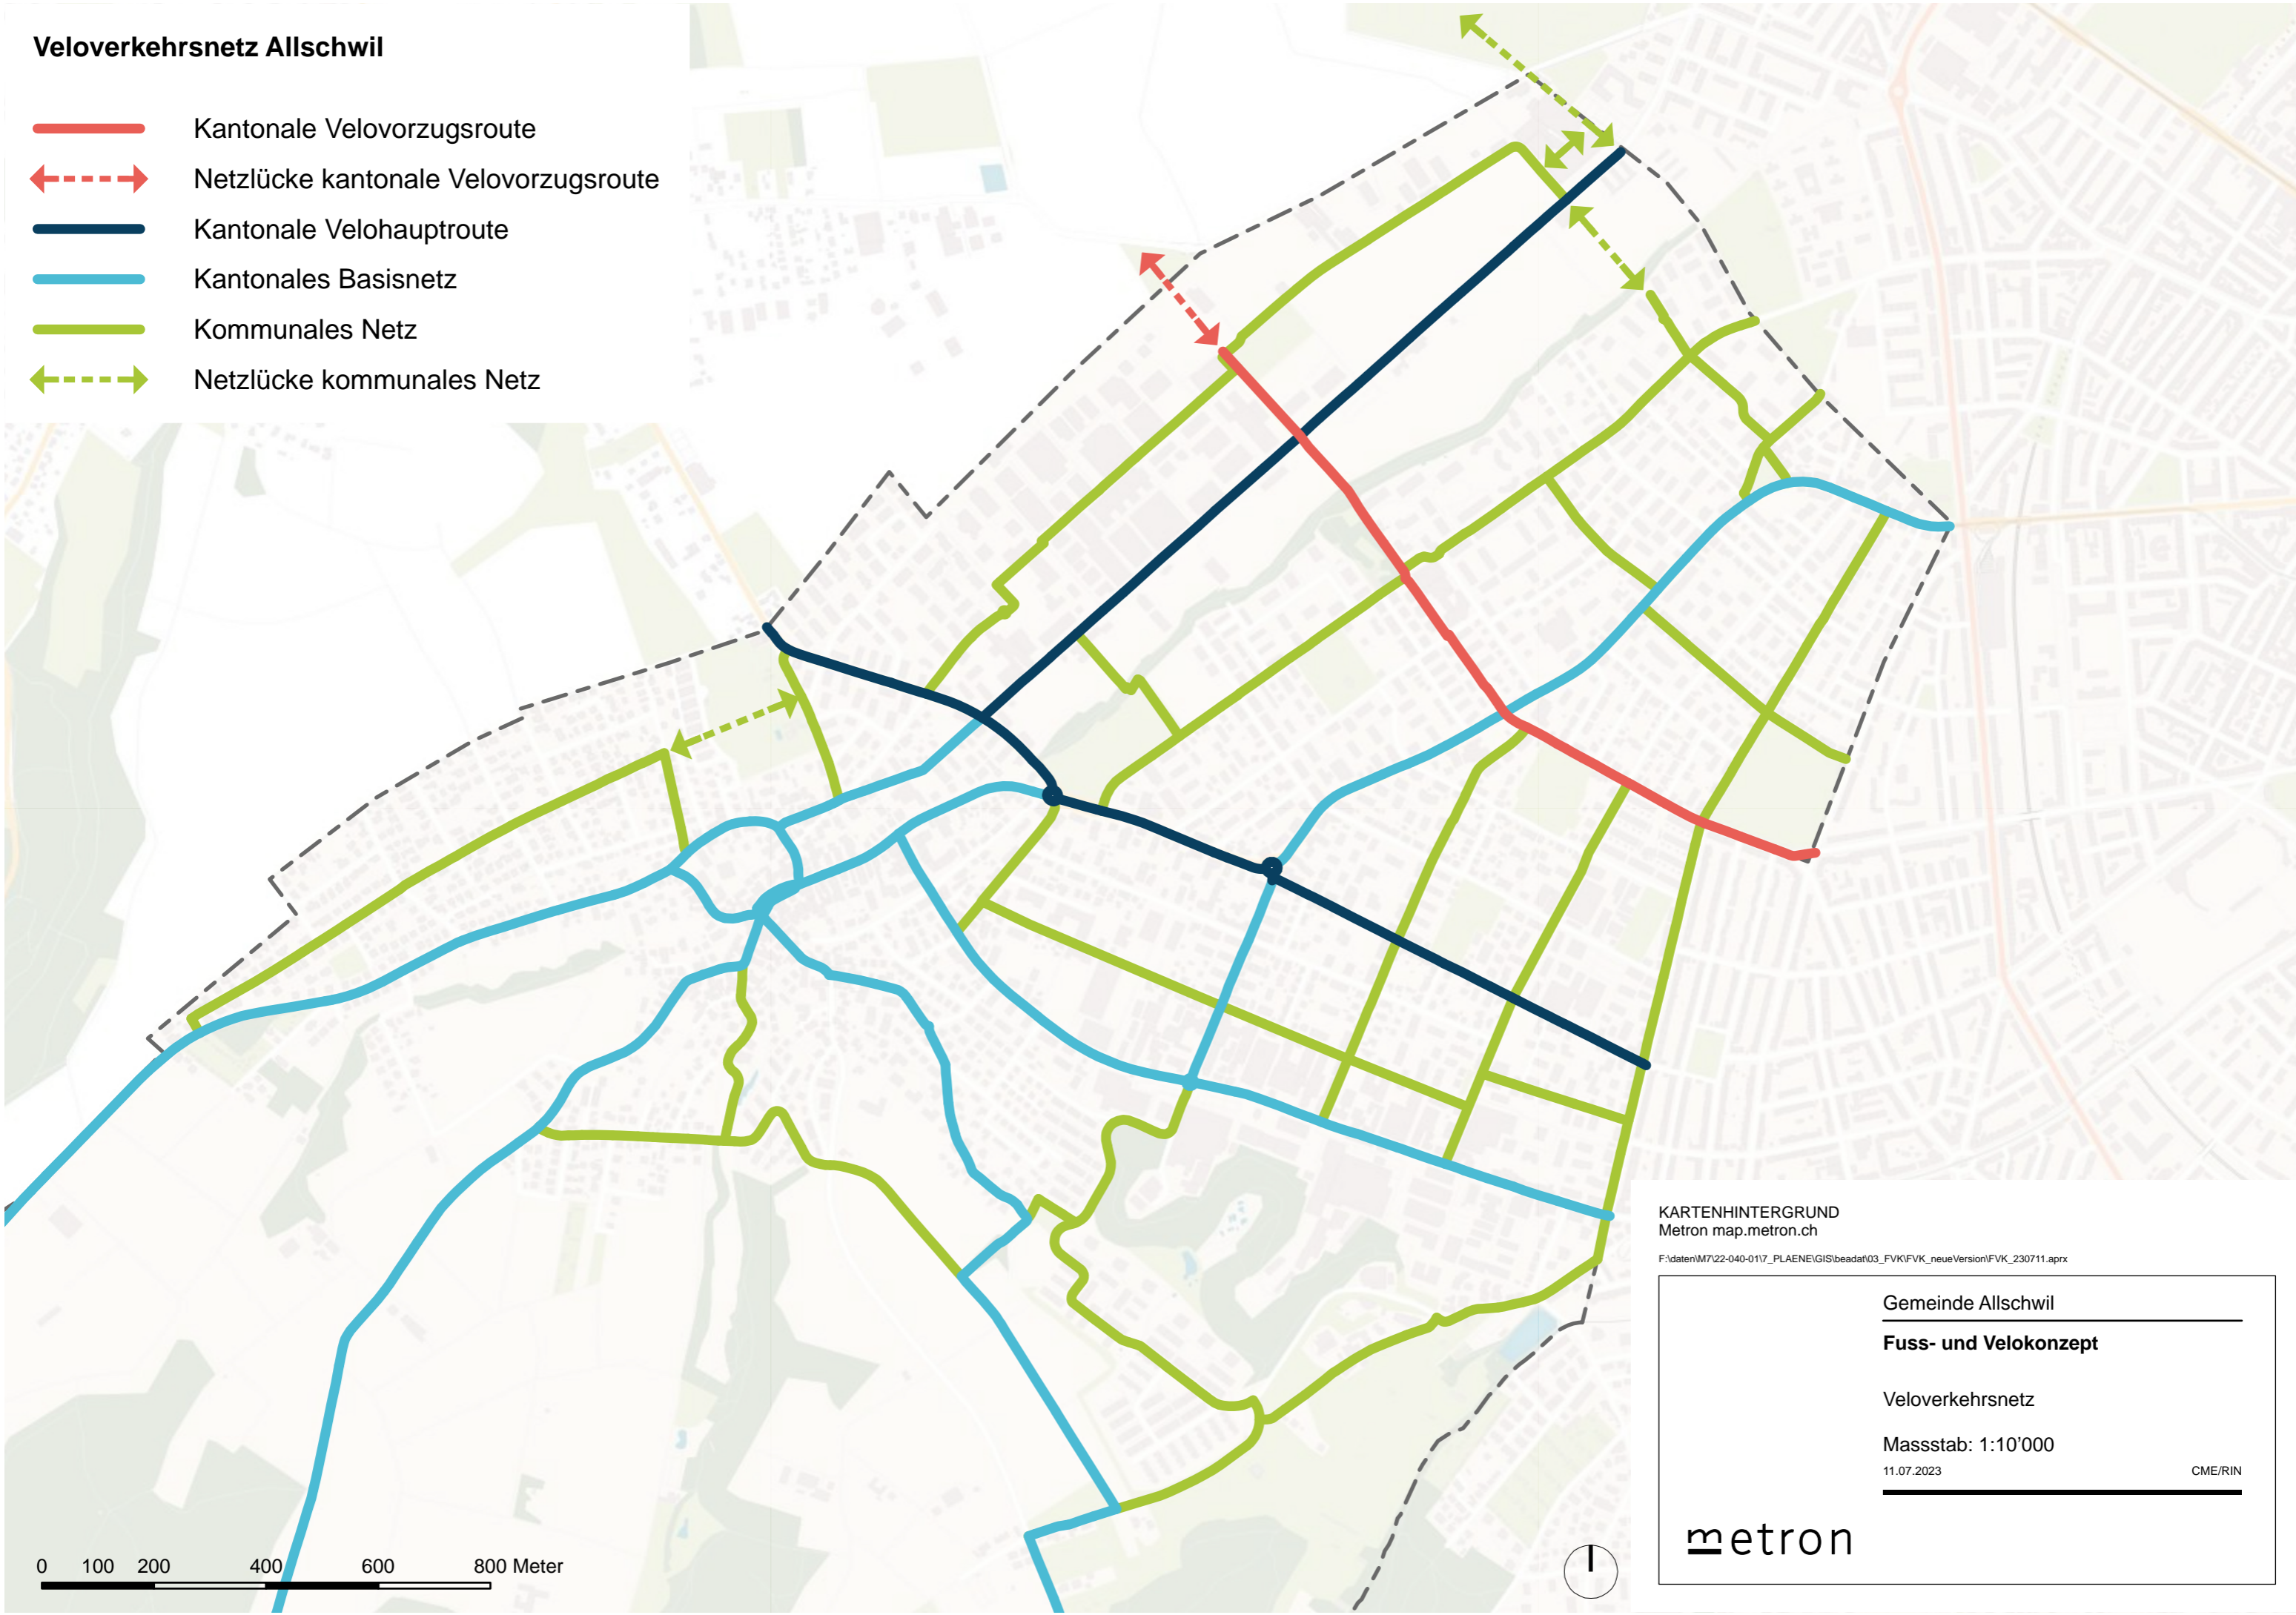 Veloverkehrsnetz Allschwil
Kantonale Velovorzugsroute
Netzlücke kantonale Velovorzugsroute
Kantonale Velohauptroute
Kantonales Basisnetz
Kommunales Netz
Netzlücke kommunales Netz
0 100 200 400 600 800 Meter
KARTENHINTERGRUND
Metron map.metron.ch
F:\daten\M7\22-040-01\7_PLAENE\GIS\beadat\03_FVK\FVK_neueVersion\FVK_230711.aprx
Gemeinde Allschwil
Fuss- und Velokonzept
Veloverkehrsnetz
Massstab: 1:10'000
11.07.2023 CME/RIN
metron